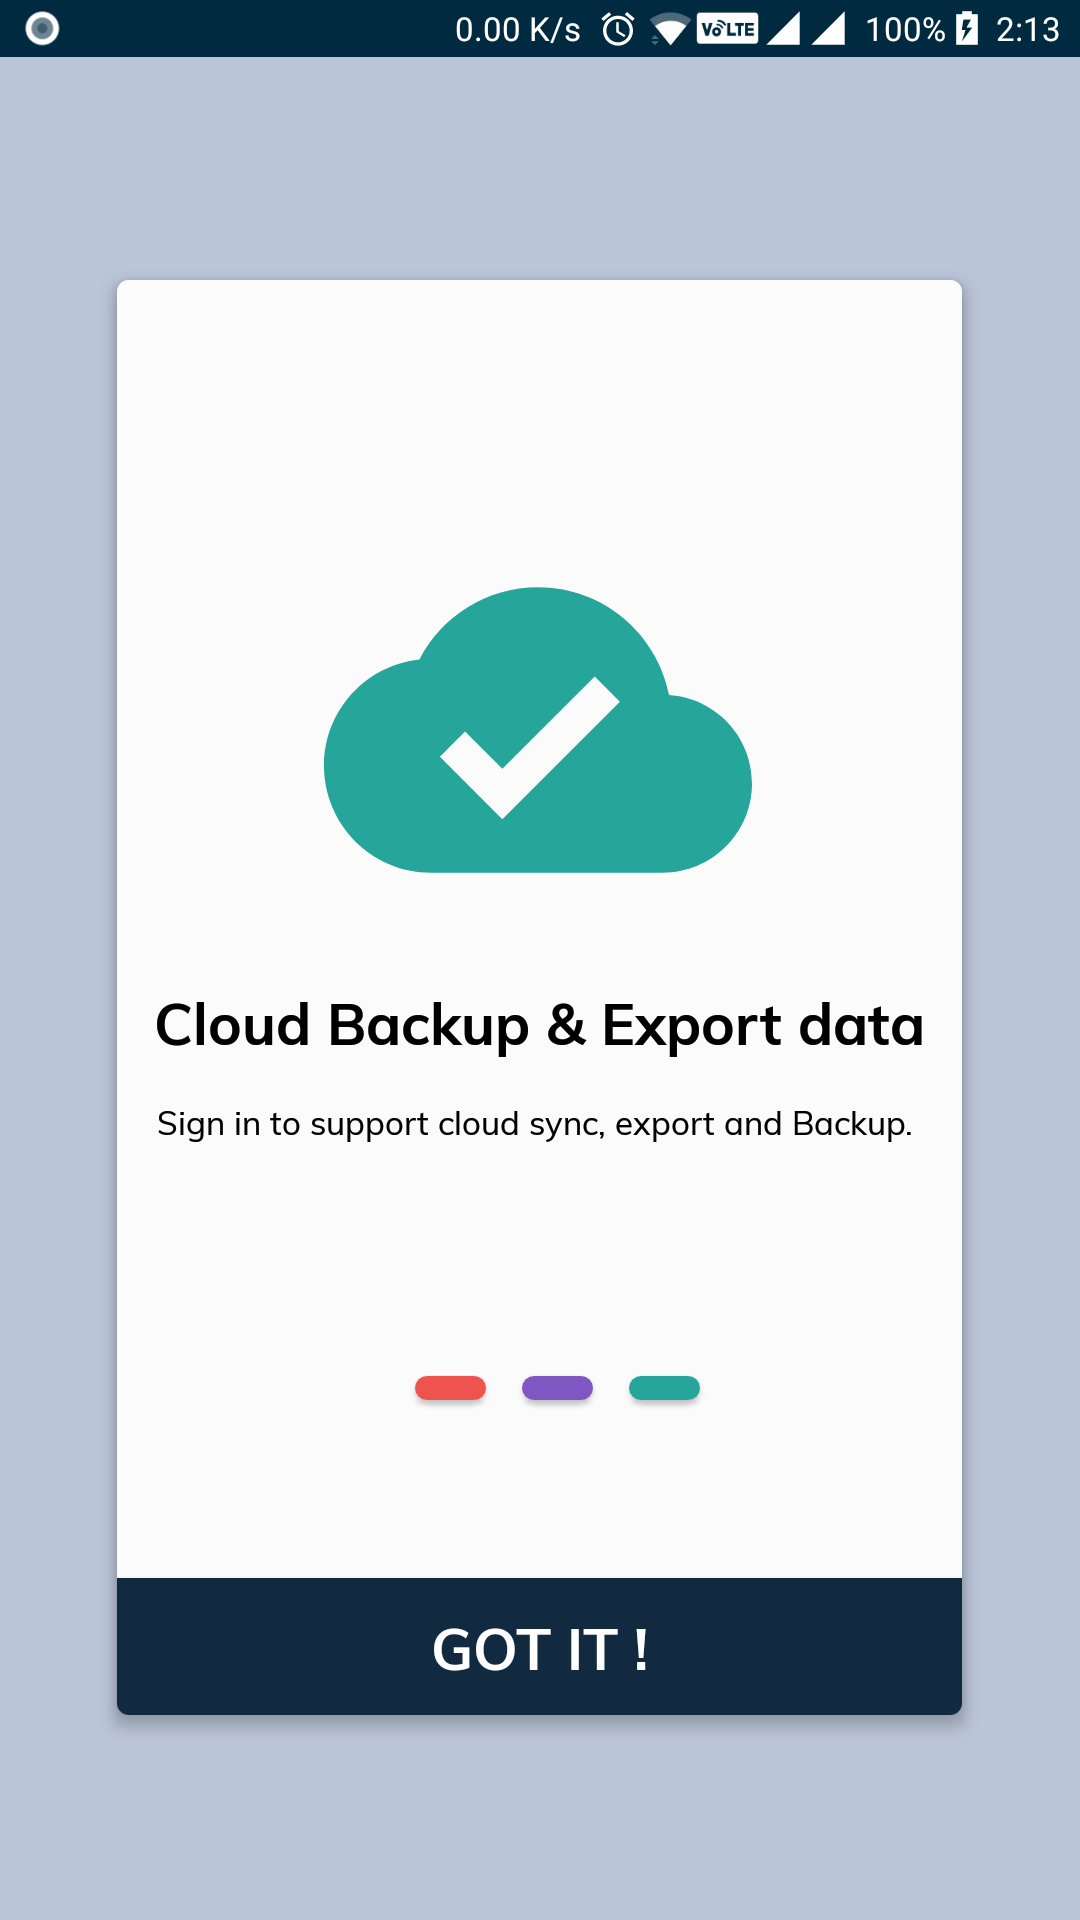 0.00 K/s VoLTE 100% 2:13
Cloud Backup & Export data
Sign in to support cloud sync, export and Backup.
GOT IT !